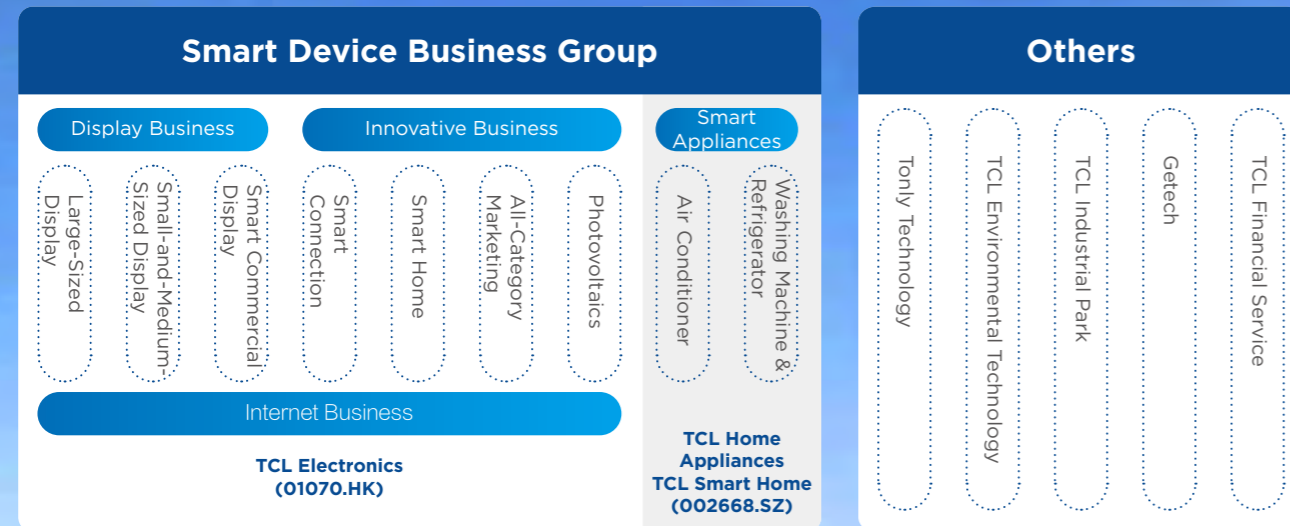 Smart Device Business Group
Display Business
Innovative Business
Smart
Appliances
Large-Sized
Display
Small-and-Medium-
Sized Display
Smart Commercial
Display
Smart
Connection
Smart Home
All-Category
Marketing
Photovoltaics
Air Conditioner
Washing Machine &
Refrigerator
Internet Business
TCL Electronics
(01070.HK)
TCL Home
Appliances
TCL Smart Home
(002668.SZ)
Others
Tonly Technology
TCL Environmental Technology
TCL Industrial Park
Getech
TCL Financial Service